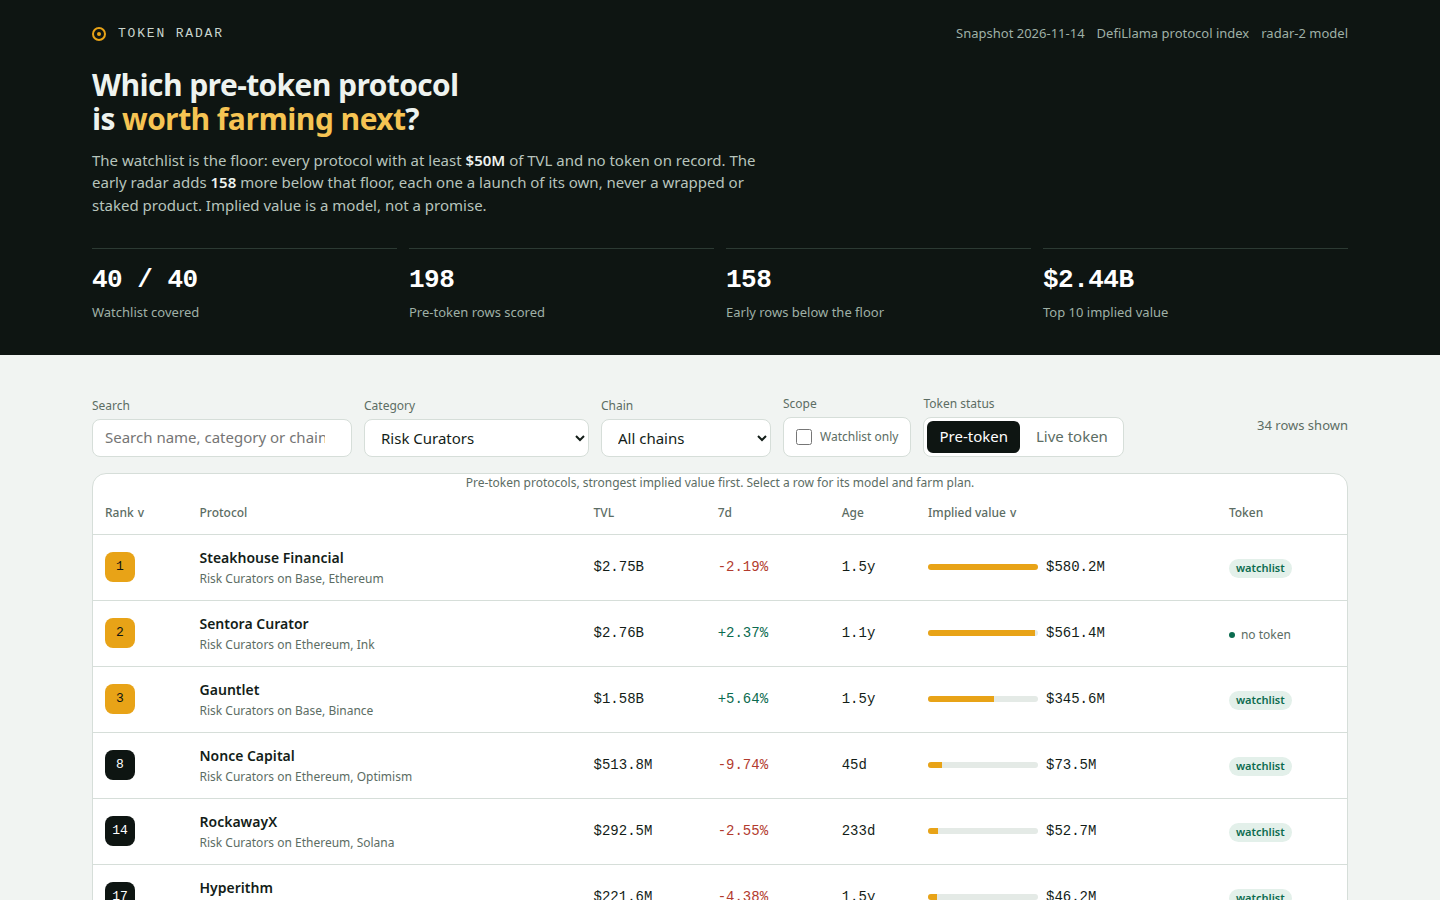 TOKEN RADAR
Snapshot 2026-11-14 DefiLlama protocol index radar-2 model
Which pre-token protocol
is worth farming next?
The watchlist is the floor: every protocol with at least $50M of TVL and no token on record. The
early radar adds 158 more below that floor, each one a launch of its own, never a wrapped or
staked product. Implied value is a model, not a promise.
40 / 40
Watchlist covered
198
Pre-token rows scored
158
Early rows below the floor
$2.44B
Top 10 implied value
Search
Search name, category or chain
Category
Risk Curators
Chain
All chains
Scope
Watchlist only
Token status
Pre-token Live token
34 rows shown
Pre-token protocols, strongest implied value first. Select a row for its model and farm plan.
Rank v Protocol TVL 7d Age Implied value v Token
1 Steakhouse Financial $2.75B -2.19% 1.5y $580.2M watchlist
Risk Curators on Base, Ethereum
2 Sentora Curator $2.76B +2.37% 1.1y $561.4M no token
Risk Curators on Ethereum, Ink
3 Gauntlet $1.58B +5.64% 1.5y $345.6M watchlist
Risk Curators on Base, Binance
8 Nonce Capital $513.8M -9.74% 45d $73.5M watchlist
Risk Curators on Ethereum, Optimism
14 RockawayX $292.5M -2.55% 233d $52.7M watchlist
Risk Curators on Ethereum, Solana
17 Hyperithm $221.6M -4.38% 1.5y $46.2M watchlist